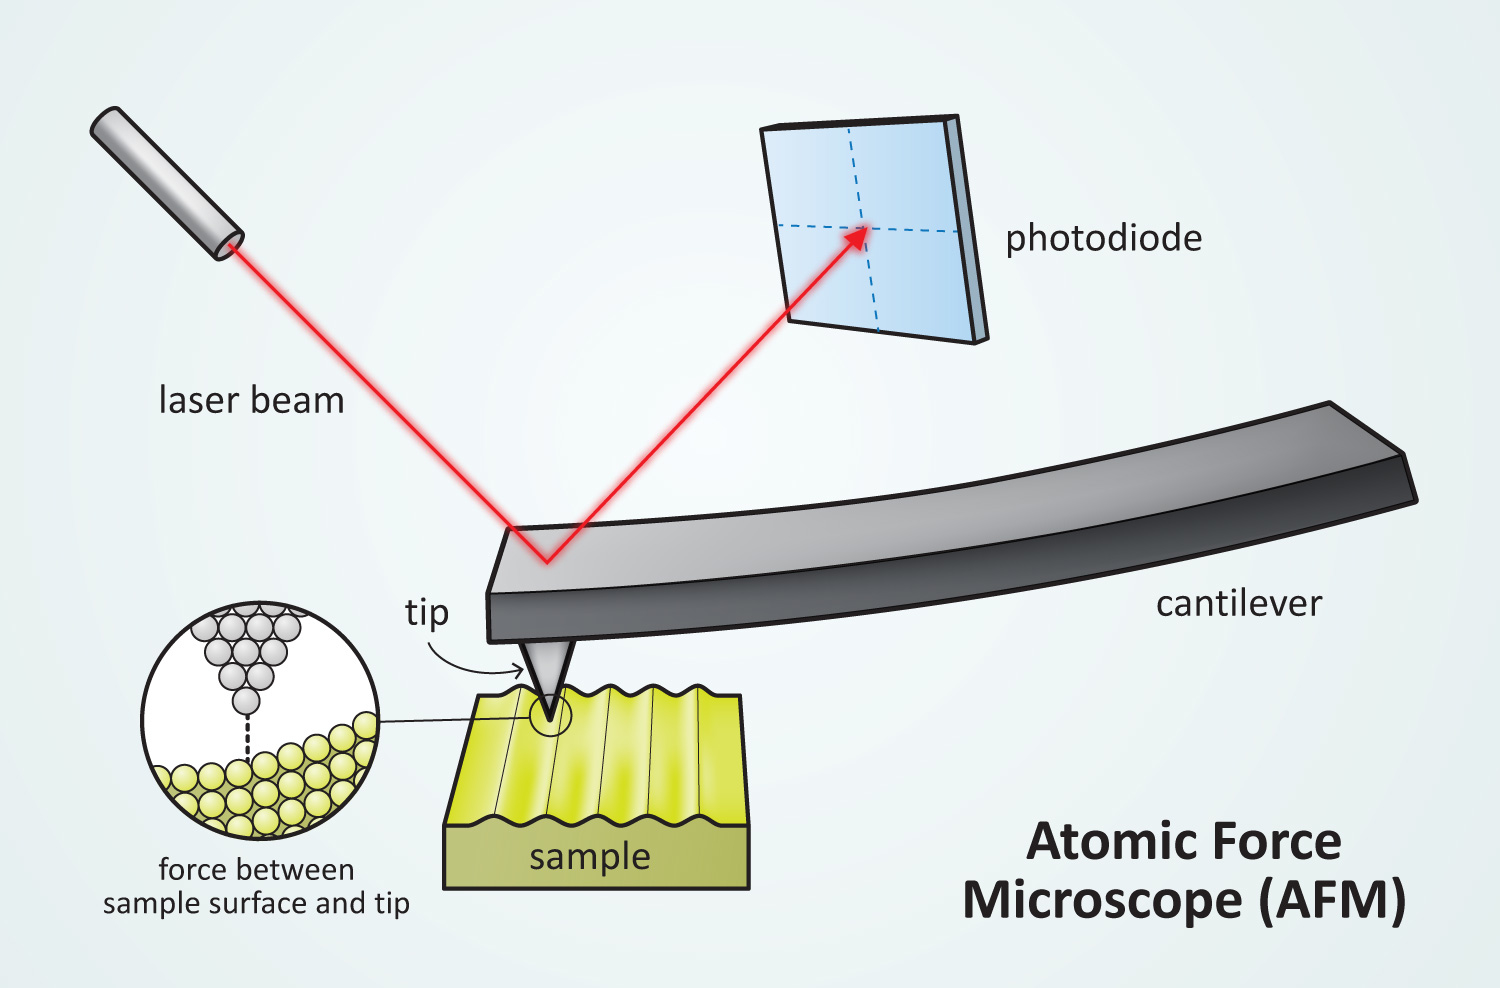 photodiode
laser beam
tip
cantilever
sample
force between
sample surface and tip
Atomic Force
Microscope (AFM)